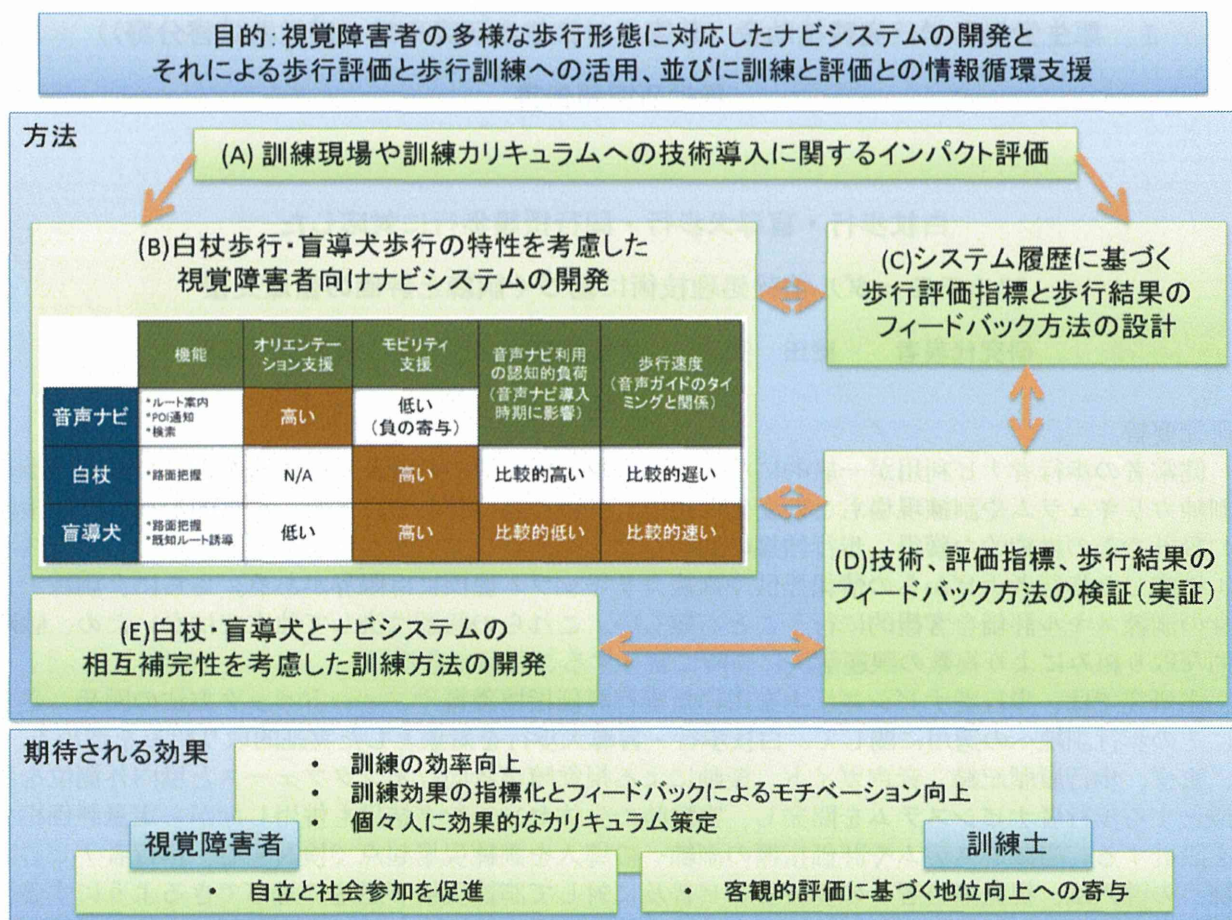 目的：視覚障害者の多様な歩行形態に対応したナビシステムの開発と
それによる歩行評価と歩行訓練への活用、並びに訓練と評価との情報循環支援
方法
(A) 訓練現場や訓練カリキュラムへの技術導入に関するインパクト評価
(B)白杖歩行・盲導犬歩行の特性を考慮した
視覚障害者向けナビシステムの開発
機能
オリエンテー
ション支援
モビリティ
支援
音声ナビ利用
の認知的負荷
(音声ナビ導入
時期に影響)
歩行速度
(音声ガイドのタイ
ミングと関係)
音声ナビ
*ルート案内
*POI通知
*検索
高い
低い
(負の寄与)
白杖
*路面把握
N/A
高い
比較的高い
比較的遅い
盲導犬
*路面把握
*既知ルート誘導
低い
高い
比較的低い
比較的速い
(C)システム履歴に基づく
歩行評価指標と歩行結果の
フィードバック方法の設計
(D)技術、評価指標、歩行結果の
フィードバック方法の検証(実証)
(E)白杖・盲導犬とナビシステムの
相互補完性を考慮した訓練方法の開発
期待される効果
• 訓練の効率向上
• 訓練効果の指標化とフィードバックによるモチベーション向上
• 個々人に効果的なカリキュラム策定
視覚障害者
• 自立と社会参加を促進
訓練士
• 客観的評価に基づく地位向上への寄与